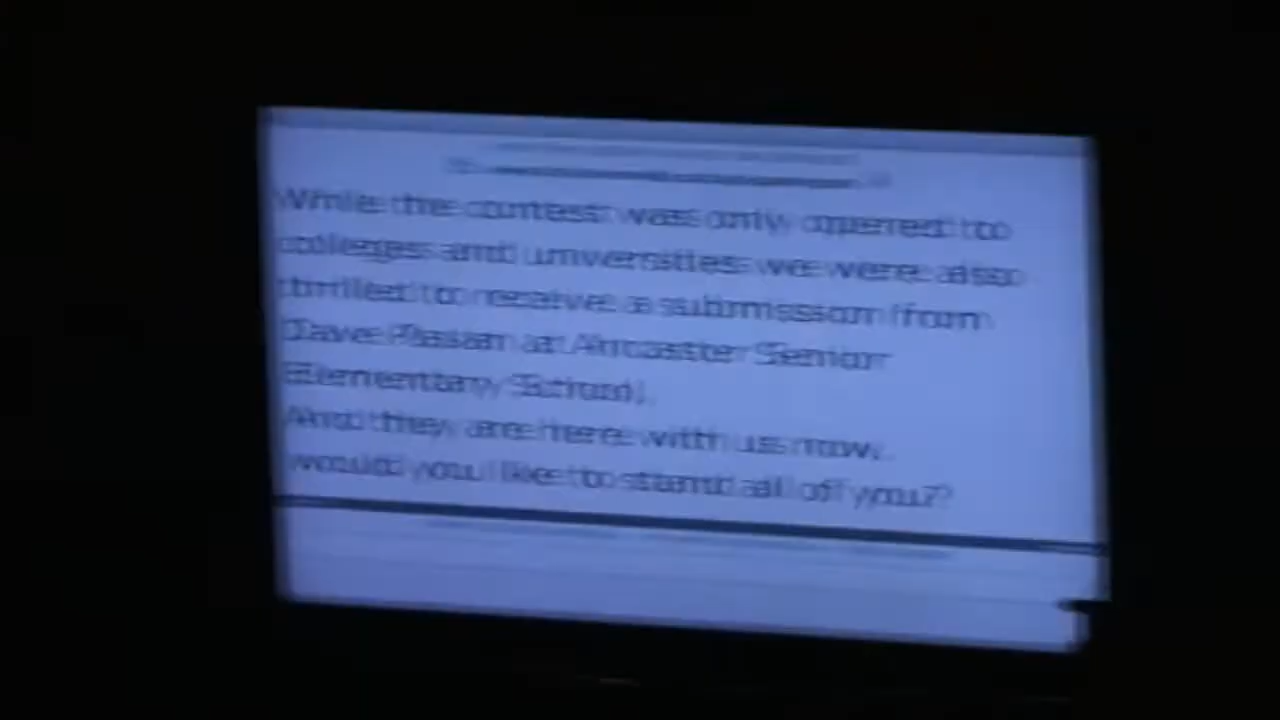 While the contest was only opened to
colleges and universities we were also
thrilled to receive a submission from
Dave at Ancaster Senior
Elementary School.
And they are here with us now.
would you like to stand all of you?